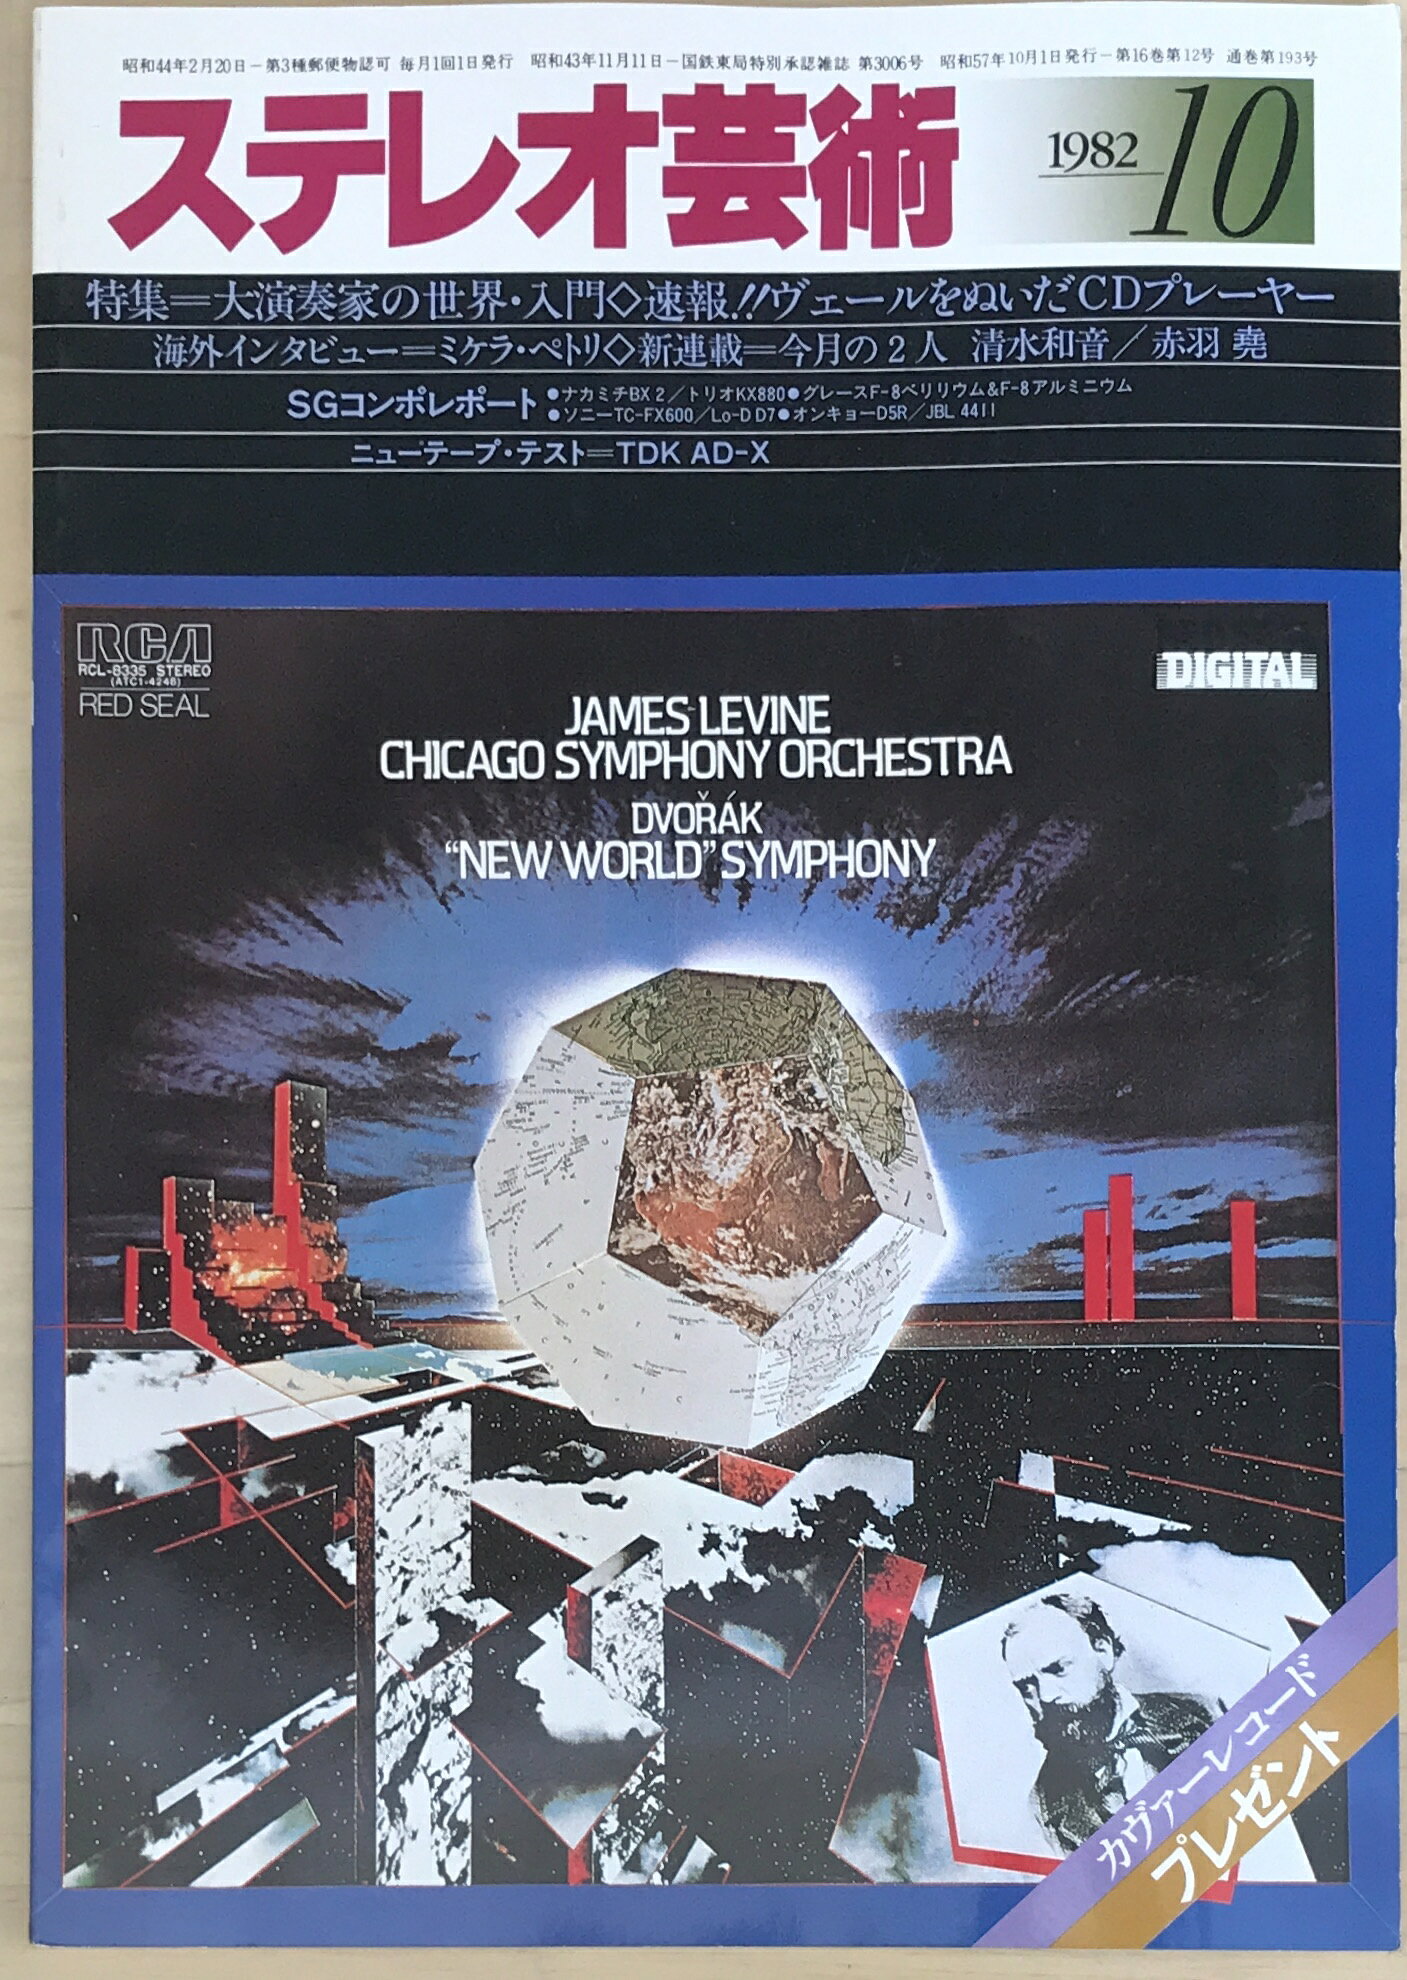 昭和44年2月20日－第3種郵便物認可 毎月1回1日発行 昭和43年11月11日－国鉄東局特別承認雑誌 第3006号 昭和57年10月1日発行－第16巻第12号 通巻第193号
ステレオ芸術
1982 10
特集＝大演奏家の世界・入門◇速報!!ヴェールをぬいだCDプレーヤー
海外インタビュー＝ミケラ・ペトリ◇新連載＝今月の2人 清水和音／赤羽 堯
SGコンポレポート
●ナカミチBX2／トリオKX880●グレースF-8ベリリウム&F-8アルミニウム
●ソニーTC-FX600／Lo-D D7●オンキョーD5R／JBL 4411
ニューテープ・テスト＝TDK AD-X
RCA
RCL-8335 STEREO
(ATC1-4248)
RED SEAL
DIGITAL
JAMES LEVINE
CHICAGO SYMPHONY ORCHESTRA
DVOŘÁK
“NEW WORLD” SYMPHONY
カヴァーレコード
プレゼント